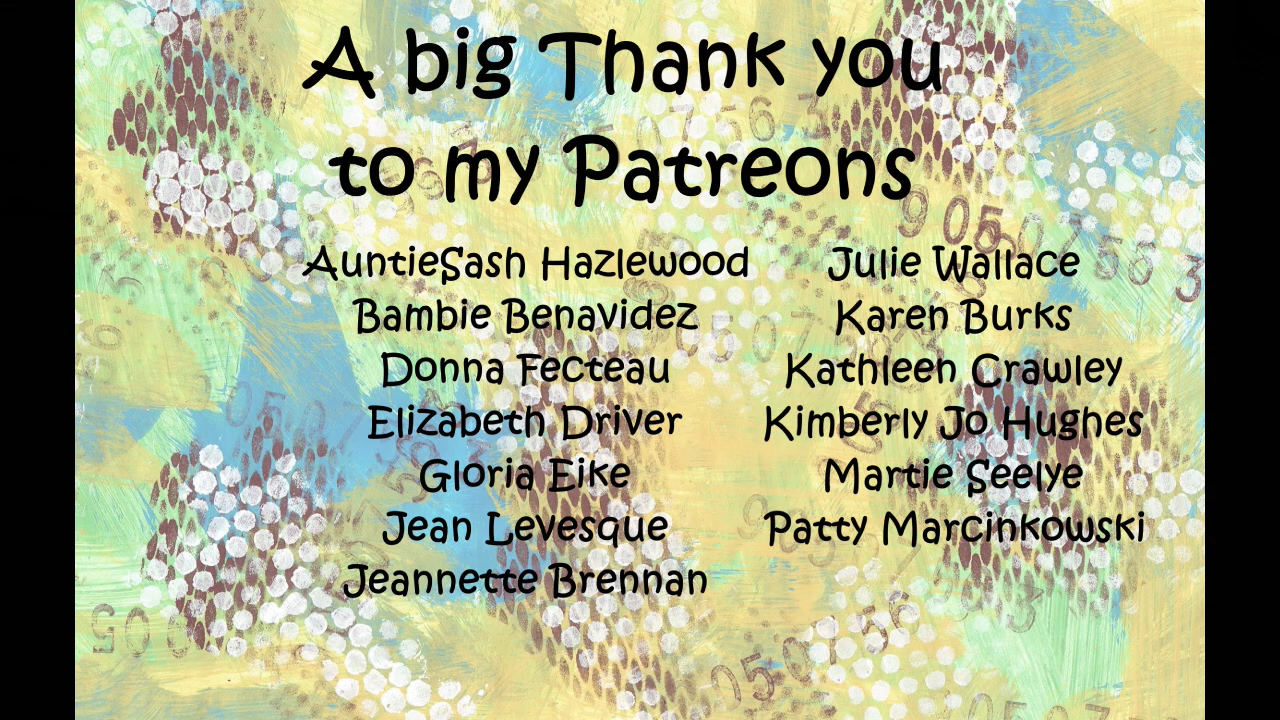 A big Thank you
to my Patreons
AuntieSash Hazlewood
Bambie Benavidez
Donna Fecteau
Elizabeth Driver
Gloria Eike
Jean Levesque
Jeannette Brennan
Julie Wallace
Karen Burks
Kathleen Crawley
Kimberly Jo Hughes
Martie Seelye
Patty Marcinkowski